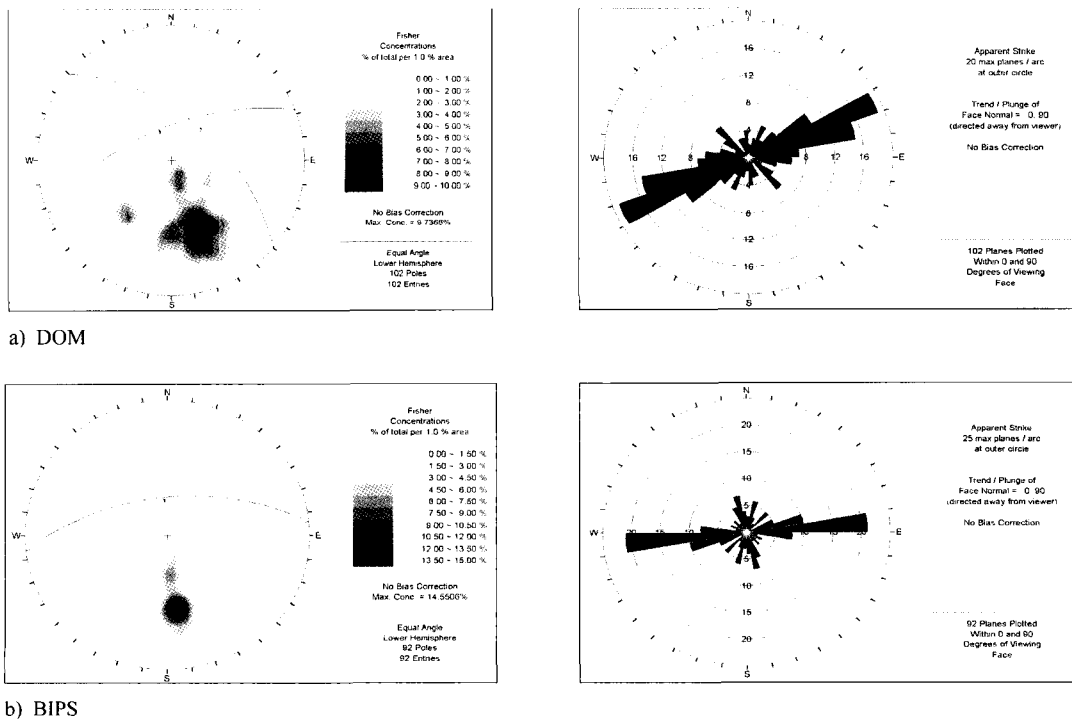 N
W
E
S
Fisher
Concentrations
% of total per 1.0 % area
0.00 ~ 1.00 %
1.00 ~ 2.00 %
2.00 ~ 3.00 %
3.00 ~ 4.00 %
4.00 ~ 5.00 %
5.00 ~ 6.00 %
6.00 ~ 7.00 %
7.00 ~ 8.00 %
8.00 ~ 9.00 %
9.00 ~ 10.00 %
No Bias Correction
Max. Conc. = 9.7368%
Equal Angle
Lower Hemisphere
102 Poles
102 Entries
N
16
12
8
W
16
12
8
8
12
16
E
8
12
16
S
Apparent Strike
20 max planes / arc
at outer circle
Trend / Plunge of
Face Normal = 0, 90
(directed away from viewer)
No Bias Correction
102 Planes Plotted
Within 0 and 90
Degrees of Viewing
Face
a) DOM
N
W
E
S
Fisher
Concentrations
% of total per 1.0 % area
0.00 ~ 1.50 %
1.50 ~ 3.00 %
3.00 ~ 4.50 %
4.50 ~ 6.00 %
6.00 ~ 7.50 %
7.50 ~ 9.00 %
9.00 ~ 10.50 %
10.50 ~ 12.00 %
12.00 ~ 13.50 %
13.50 ~ 15.00 %
No Bias Correction
Max. Conc. = 14.5506%
Equal Angle
Lower Hemisphere
92 Poles
92 Entries
N
20
15
10
5
W
20
15
10
E
5
10
15
20
S
Apparent Strike
25 max planes / arc
at outer circle
Trend / Plunge of
Face Normal = 0, 90
(directed away from viewer)
No Bias Correction
92 Planes Plotted
Within 0 and 90
Degrees of Viewing
Face
b) BIPS